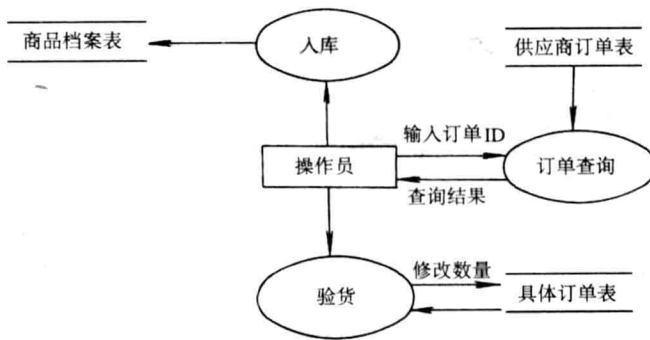 商品档案表
入库
供应商订单表
输入订单ID
操作员
订单查询
查询结果
修改数量
验货
具体订单表